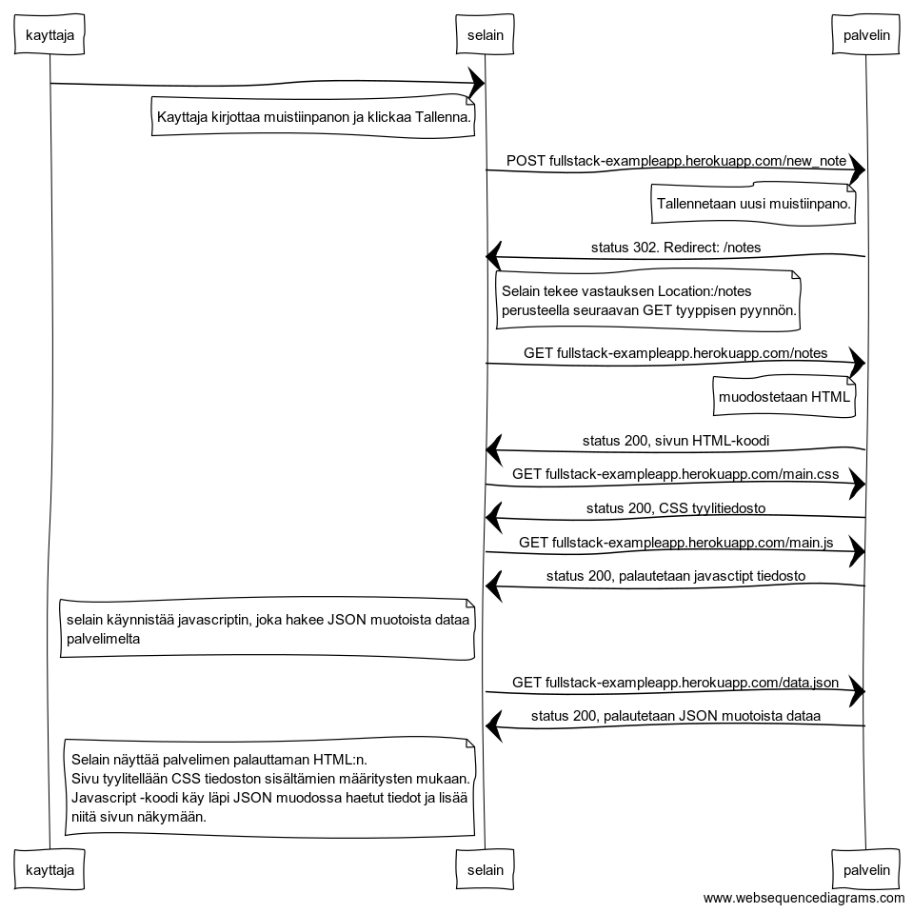 kayttaja selain palvelin
Kayttaja kirjottaa muistiinpanon ja klickaa Tallenna.
POST fullstack-exampleapp.herokuapp.com/new_note
Tallennetaan uusi muistiinpano.
status 302. Redirect: /notes
Selain tekee vastauksen Location:/notes
perusteella seuraavan GET tyyppisen pyynnön.
GET fullstack-exampleapp.herokuapp.com/notes
muodostetaan HTML
status 200, sivun HTML-koodi
GET fullstack-exampleapp.herokuapp.com/main.css
status 200, CSS tyylitiedosto
GET fullstack-exampleapp.herokuapp.com/main.js
status 200, palautetaan javasctipt tiedosto
selain käynnistää javascriptin, joka hakee JSON muotoista dataa
palvelimelta
GET fullstack-exampleapp.herokuapp.com/data.json
status 200, palautetaan JSON muotoista dataa
Selain näyttää palvelimen palauttaman HTML:n.
Sivu tyylitellään CSS tiedoston sisältämien määritysten mukaan.
Javascript -koodi käy läpi JSON muodossa haetut tiedot ja lisää
niitä sivun näkymään.
kayttaja selain palvelin
www.websequencediagrams.com